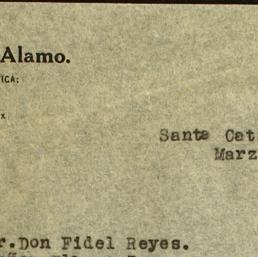 Alamo.
ICA:
x
Santa Cat
Marz
r.Don Fidel Reyes.